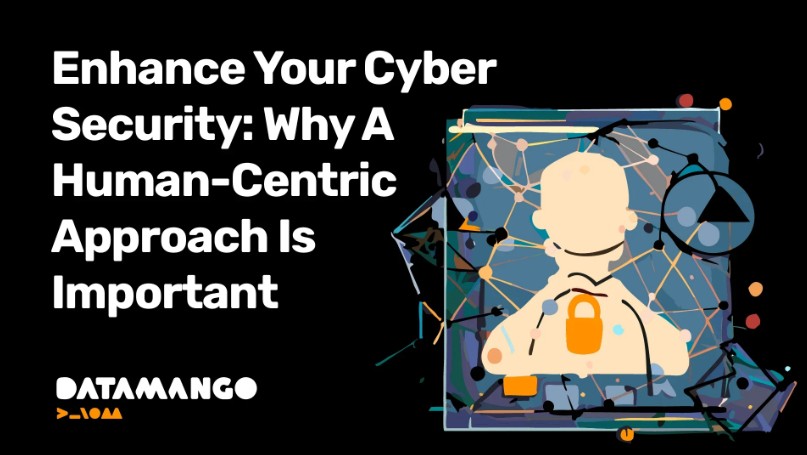 Enhance Your Cyber
Security: Why A
Human-Centric
Approach Is
Important
DATAMANGO